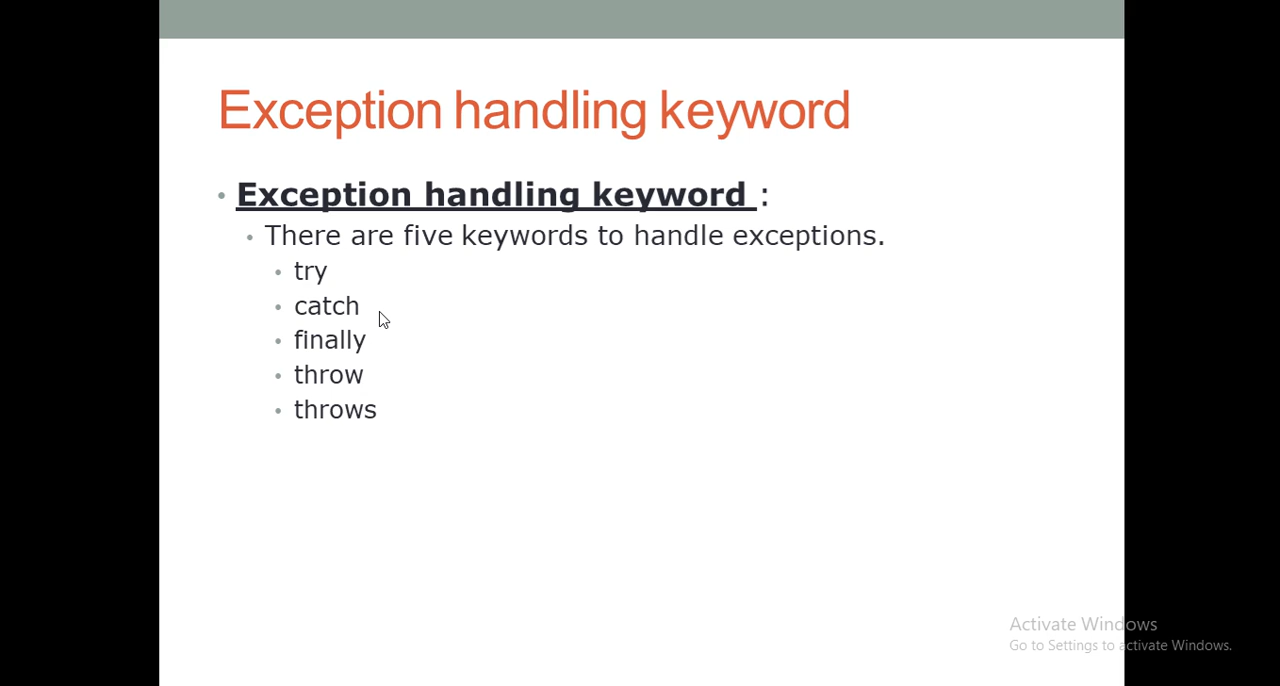 Exception handling keyword
• Exception handling keyword :
• There are five keywords to handle exceptions.
• try
• catch
• finally
• throw
• throws
Activate Windows
Go to Settings to activate Windows.